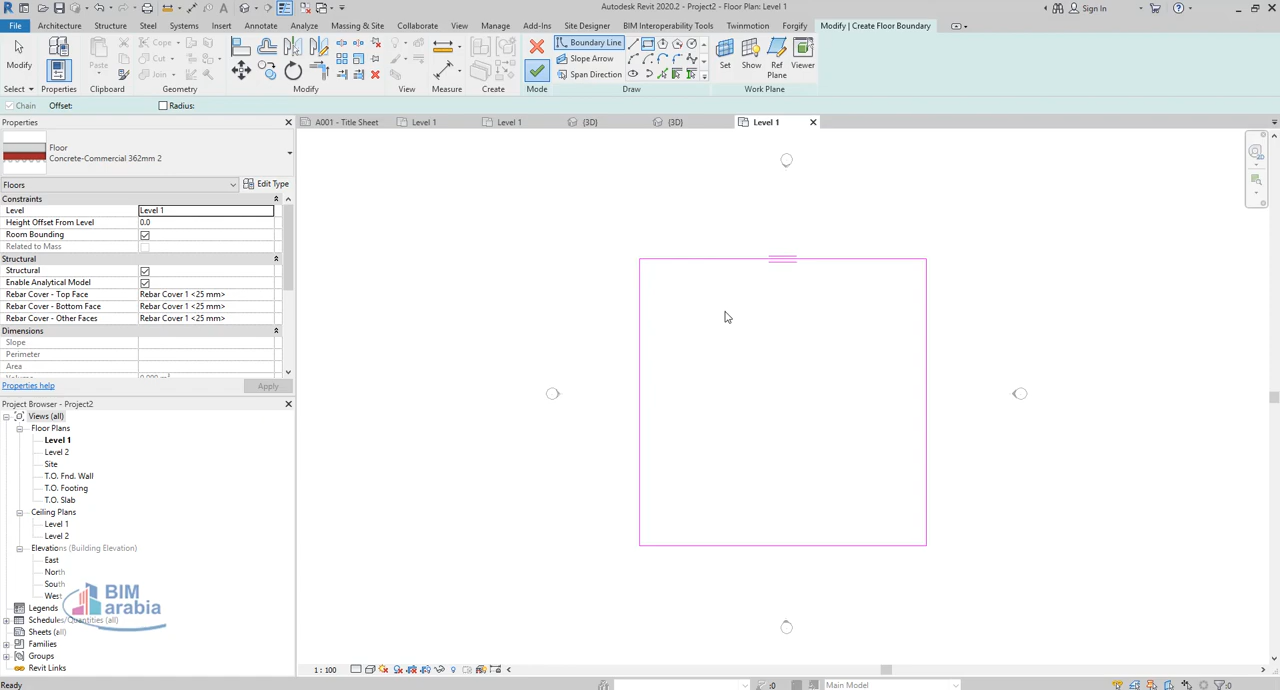 Autodesk Revit 2020.2 - Project2 - Floor Plan: Level 1
Sign In
File Architecture Structure Steel Systems Insert Annotate Analyze Massing & Site Collaborate View Manage Add-Ins Site Designer BIM Interoperability Tools Twinmotion Forgify Modify | Create Floor Boundary
Modify
Paste
Cope
Cut
Join
Boundary Line
Slope Arrow
Span Direction
Set Show Ref Plane Viewer
Select Properties Clipboard Geometry Modify View Measure Create Mode Draw Work Plane
Chain Offset: Radius:
Properties
A001 - Title Sheet Level 1 Level 1 {3D} {3D} Level 1
Floor
Concrete-Commercial 362mm 2
Floors Edit Type
Constraints
Level Level 1
Height Offset From Level 0.0
Room Bounding
Related to Mass
Structural
Structural
Enable Analytical Model
Rebar Cover - Top Face Rebar Cover 1 <25 mm>
Rebar Cover - Bottom Face Rebar Cover 1 <25 mm>
Rebar Cover - Other Faces Rebar Cover 1 <25 mm>
Dimensions
Slope
Perimeter
Area
Properties help Apply
Project Browser - Project2
Views (all)
Floor Plans
Level 1
Level 2
Site
T.O. Fnd. Wall
T.O. Footing
T.O. Slab
Ceiling Plans
Level 1
Level 2
Elevations (Building Elevation)
East
North
South
West
BIM
arabia
Legends
Schedules/Quantities (all)
Sheets (all)
Families
Groups
Revit Links
1 : 100
Ready :0 Main Model :0